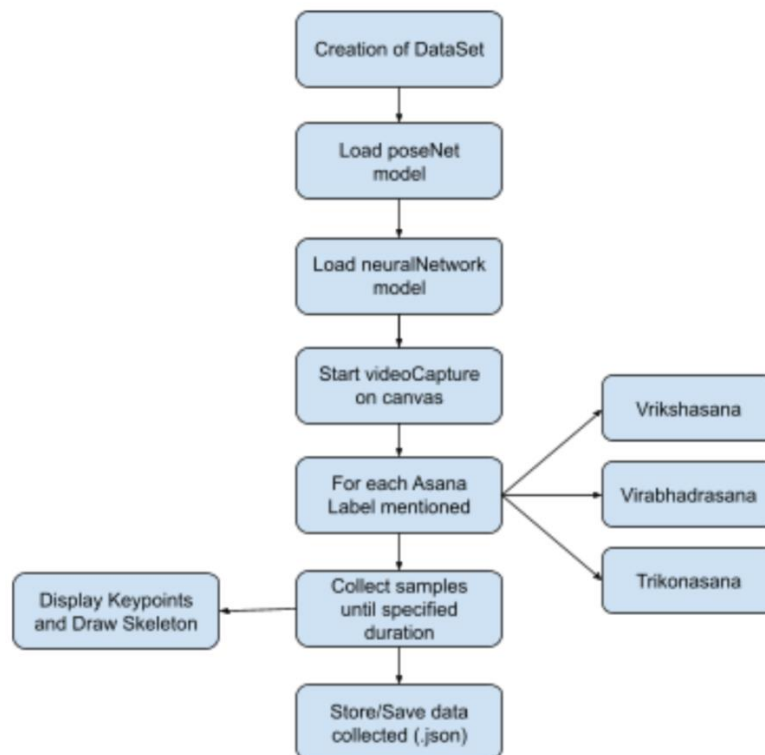 Creation of DataSet
Load poseNet
model
Load neuralNetwork
model
Start videoCapture
on canvas
Vrikshasana
For each Asana
Label mentioned
Virabhadrasana
Trikonasana
Display Keypoints
and Draw Skeleton
Collect samples
until specified
duration
Store/Save data
collected (.json)